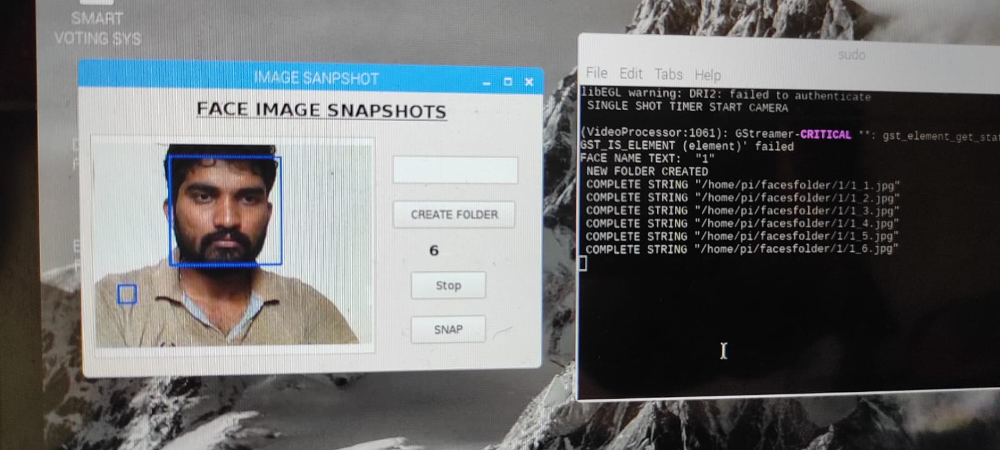 SMART
VOTING SYS
IMAGE SANPSHOT
FACE IMAGE SNAPSHOTS
CREATE FOLDER
6
Stop
SNAP
sudo
File Edit Tabs Help
libEGL warning: DRI2: failed to authenticate
SINGLE SHOT TIMER START CAMERA
(VideoProcessor:1061): GStreamer-CRITICAL **: gst_element_get_sta
GST_IS_ELEMENT (element)' failed
FACE NAME TEXT: "1"
NEW FOLDER CREATED
COMPLETE STRING "/home/pi/facesfolder/1/1_1.jpg"
COMPLETE STRING "/home/pi/facesfolder/1/1_2.jpg"
COMPLETE STRING "/home/pi/facesfolder/1/1_3.jpg"
COMPLETE STRING "/home/pi/facesfolder/1/1_4.jpg"
COMPLETE STRING "/home/pi/facesfolder/1/1_5.jpg"
COMPLETE STRING "/home/pi/facesfolder/1/1_6.jpg"